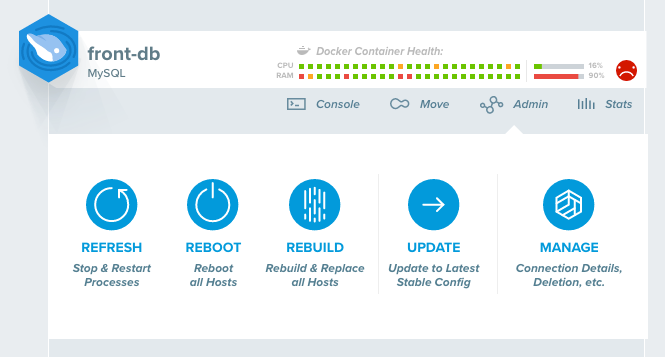 front-db
MySQL
Docker Container Health:
CPU
16%
RAM
90%
Console
Move
Admin
Stats
REFRESH
Stop & Restart
Processes
REBOOT
Reboot
all Hosts
REBUILD
Rebuild & Replace
all Hosts
UPDATE
Update to Latest
Stable Config
MANAGE
Connection Details,
Deletion, etc.